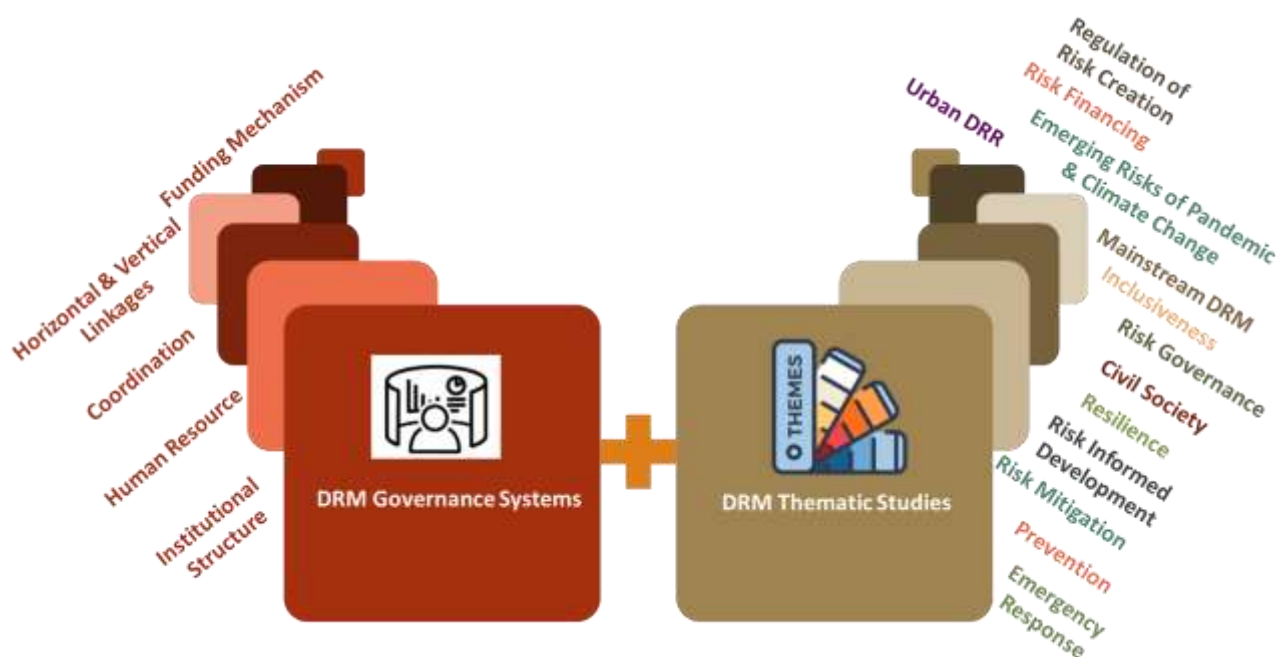 Funding Mechanism
Horizontal & Vertical
Linkages
Coordination
Human Resource
Institutional
Structure
DRM Governance Systems
THEMES
DRM Thematic Studies
Urban DRR
Regulation of
Risk Creation
Risk Financing
Emerging Risks of Pandemic
& Climate Change
Mainstream DRM
Inclusiveness
Risk Governance
Civil Society
Resilience
Risk Informed
Development
Risk Mitigation
Prevention
Emergency
Response